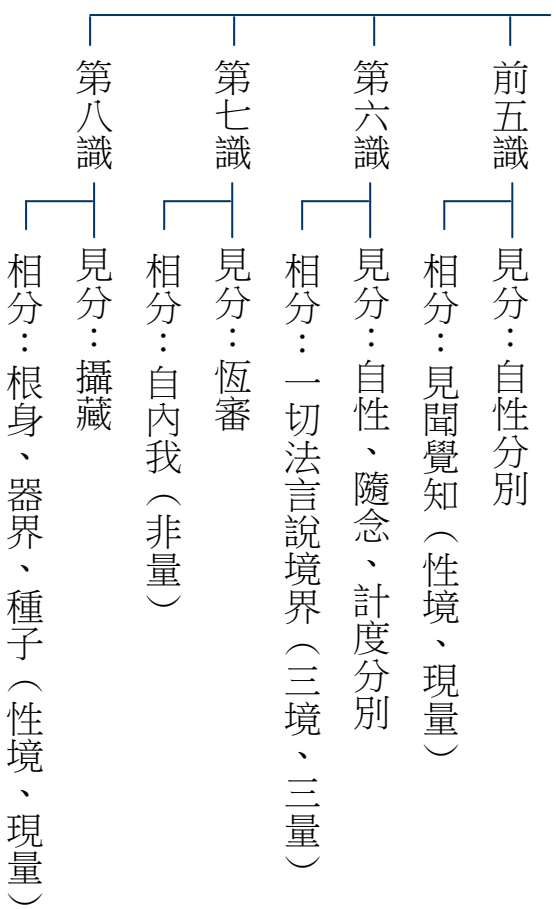 前五識
見分：自性分別
相分：見聞覺知（性境、現量）
第六識
見分：自性、隨念、計度分別
相分：一切法言說境界（三境、三量）
第七識
見分：恆審
相分：自內我（非量）
第八識
見分：攝藏
相分：根身、器界、種子（性境、現量）